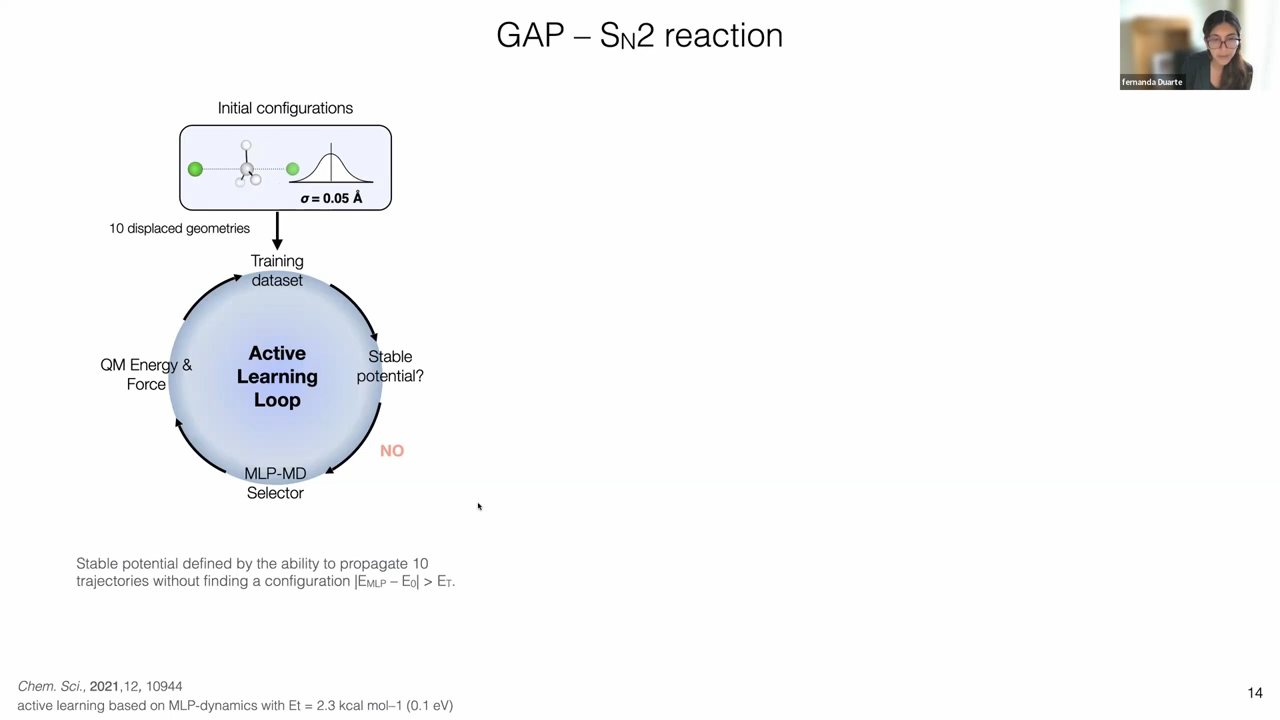 GAP – SN2 reaction
fernanda Duarte
Initial configurations
σ = 0.05 Å
10 displaced geometries
Training
dataset
Stable
potential?
NO
MLP-MD
Selector
QM Energy &
Force
Active
Learning
Loop
Stable potential defined by the ability to propagate 10
trajectories without finding a configuration |EMLP – E0| > ET.
Chem. Sci., 2021,12, 10944
active learning based on MLP-dynamics with Et = 2.3 kcal mol–1 (0.1 eV)
14